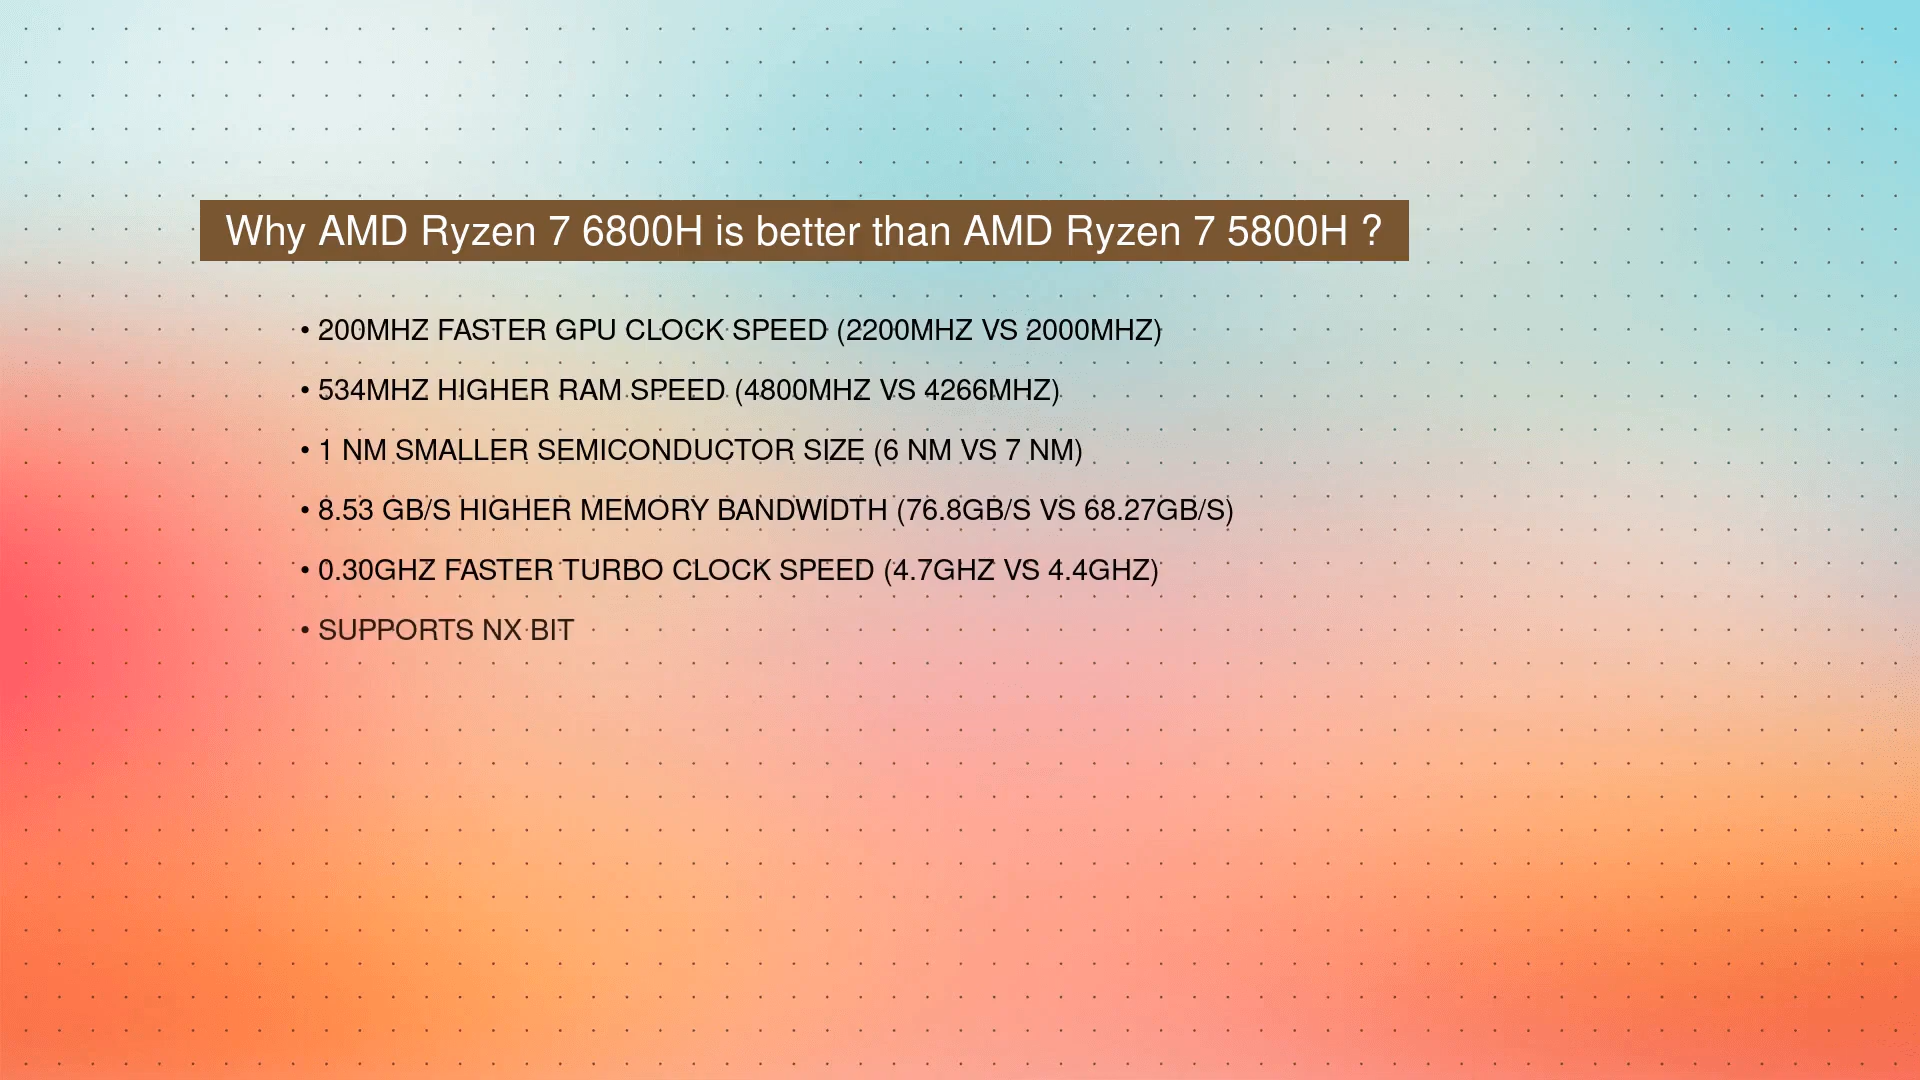 Why AMD Ryzen 7 6800H is better than AMD Ryzen 7 5800H ?
• 200MHZ FASTER GPU CLOCK SPEED (2200MHZ VS 2000MHZ)
• 534MHZ HIGHER RAM SPEED (4800MHZ VS 4266MHZ)
• 1 NM SMALLER SEMICONDUCTOR SIZE (6 NM VS 7 NM)
• 8.53 GB/S HIGHER MEMORY BANDWIDTH (76.8GB/S VS 68.27GB/S)
• 0.30GHZ FASTER TURBO CLOCK SPEED (4.7GHZ VS 4.4GHZ)
• SUPPORTS NX BIT